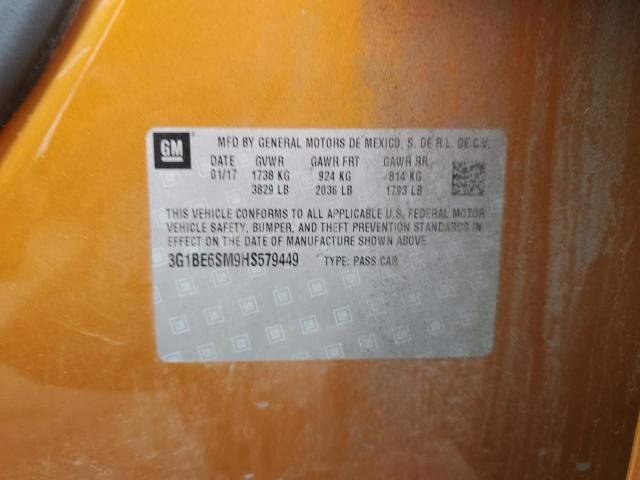 GM
MFD BY GENERAL MOTORS DE MEXICO, S. DE R.L. DE C.V.
DATE GVWR GAWR FRT GAWR RR
01/17 1738 KG 924 KG 814 KG
3829 LB 2036 LB 1793 LB
THIS VEHICLE CONFORMS TO ALL APPLICABLE U.S. FEDERAL MOTOR
VEHICLE SAFETY, BUMPER, AND THEFT PREVENTION STANDARDS IN
EFFECT ON THE DATE OF MANUFACTURE SHOWN ABOVE.
3G1BE6SM9HS579449 TYPE: PASS CAR